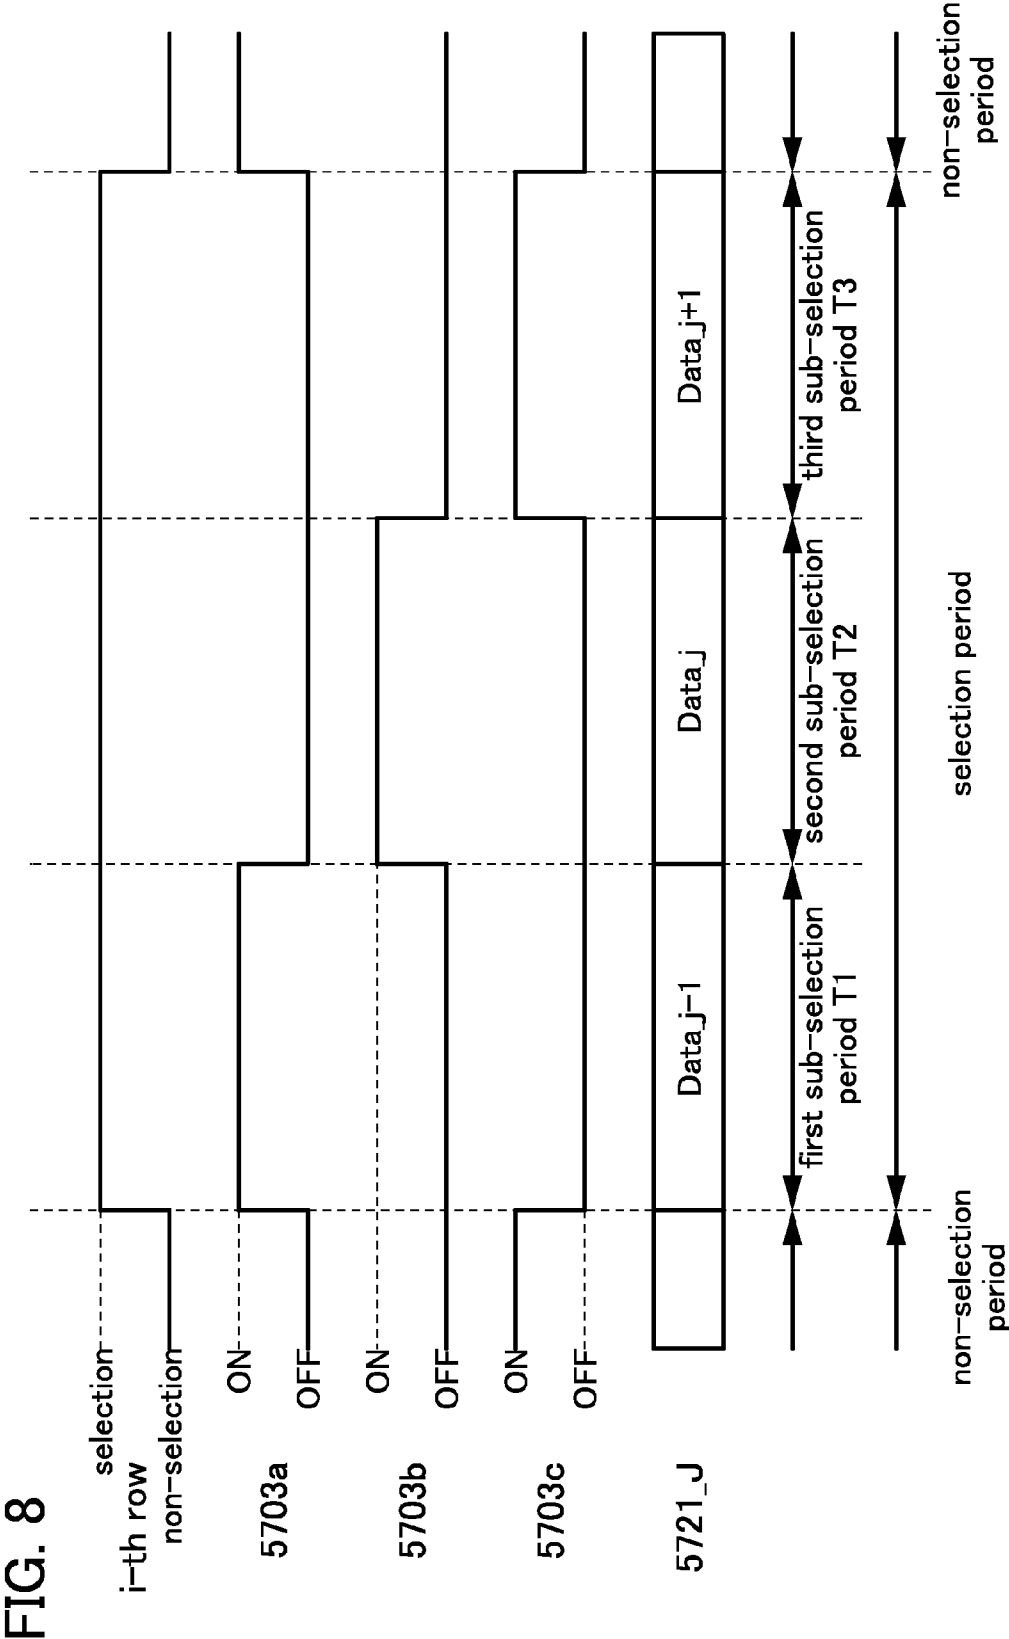 FIG. 8
selection
i-th row
non-selection
ON
5703a
OFF
ON
5703b
OFF
ON
5703c
OFF
5721_J
Data_j-1
Data_j
Data_j+1
first sub-selection
period T1
second sub-selection
period T2
third sub-selection
period T3
non-selection
period
selection period
non-selection
period